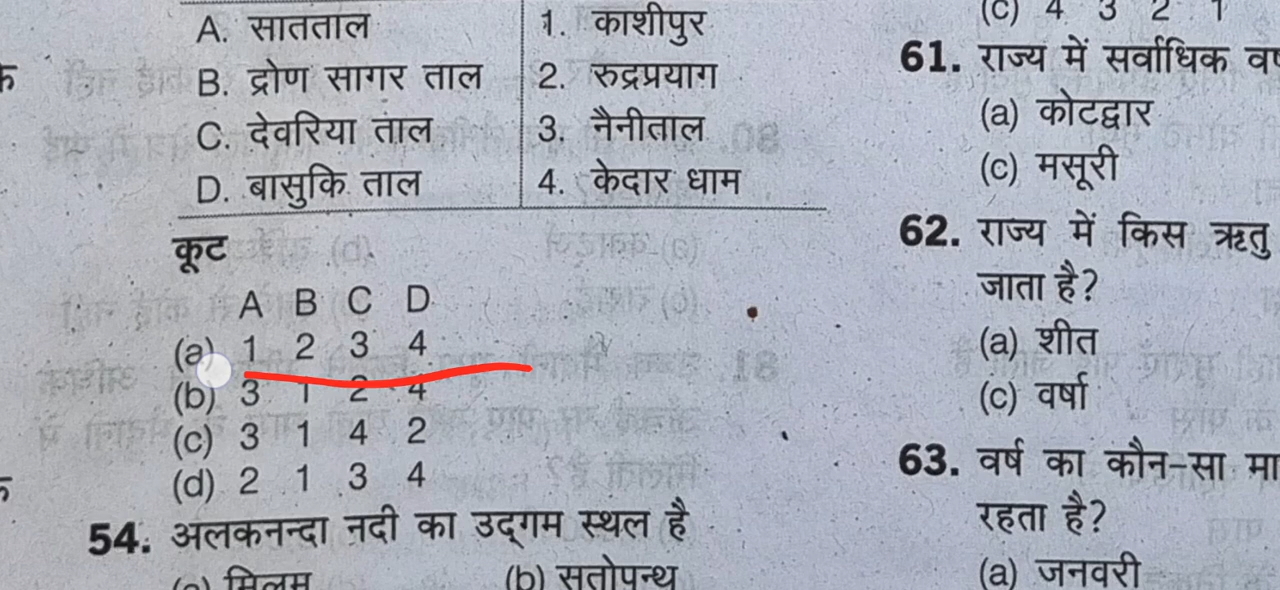 A. सातताल 1. काशीपुर
B. द्रोण सागर ताल 2. रुद्रप्रयाग
C. देवरिया ताल 3. नैनीताल
D. बासुकि ताल 4. केदार धाम
कूट
A B C D
(a) 1 2 3 4
(b) 3 1 2 4
(c) 3 1 4 2
(d) 2 1 3 4
54. अलकनन्दा नदी का उद्गम स्थल है
(a) मिलम (b) सतोपन्थ
(c) 4 3 2 1
61. राज्य में सर्वाधिक
(a) कोटद्वार
(c) मसूरी
62. राज्य में किस ऋतु
जाता है?
(a) शीत
(c) वर्षा
63. वर्ष का कौन-सा
रहता है?
(a) जनवरी